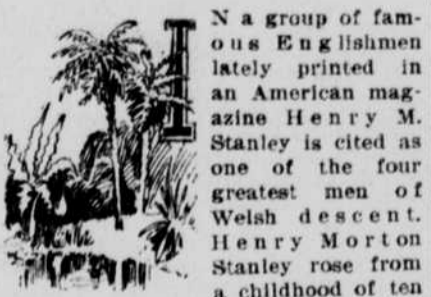 IN a group of fam-
ous Englishmen
lately printed in
an American mag-
azine Henry M.
Stanley is cited as
one of the four
greatest men of
Welsh descent.
Henry Morton
Stanley rose from
a childhood of ten